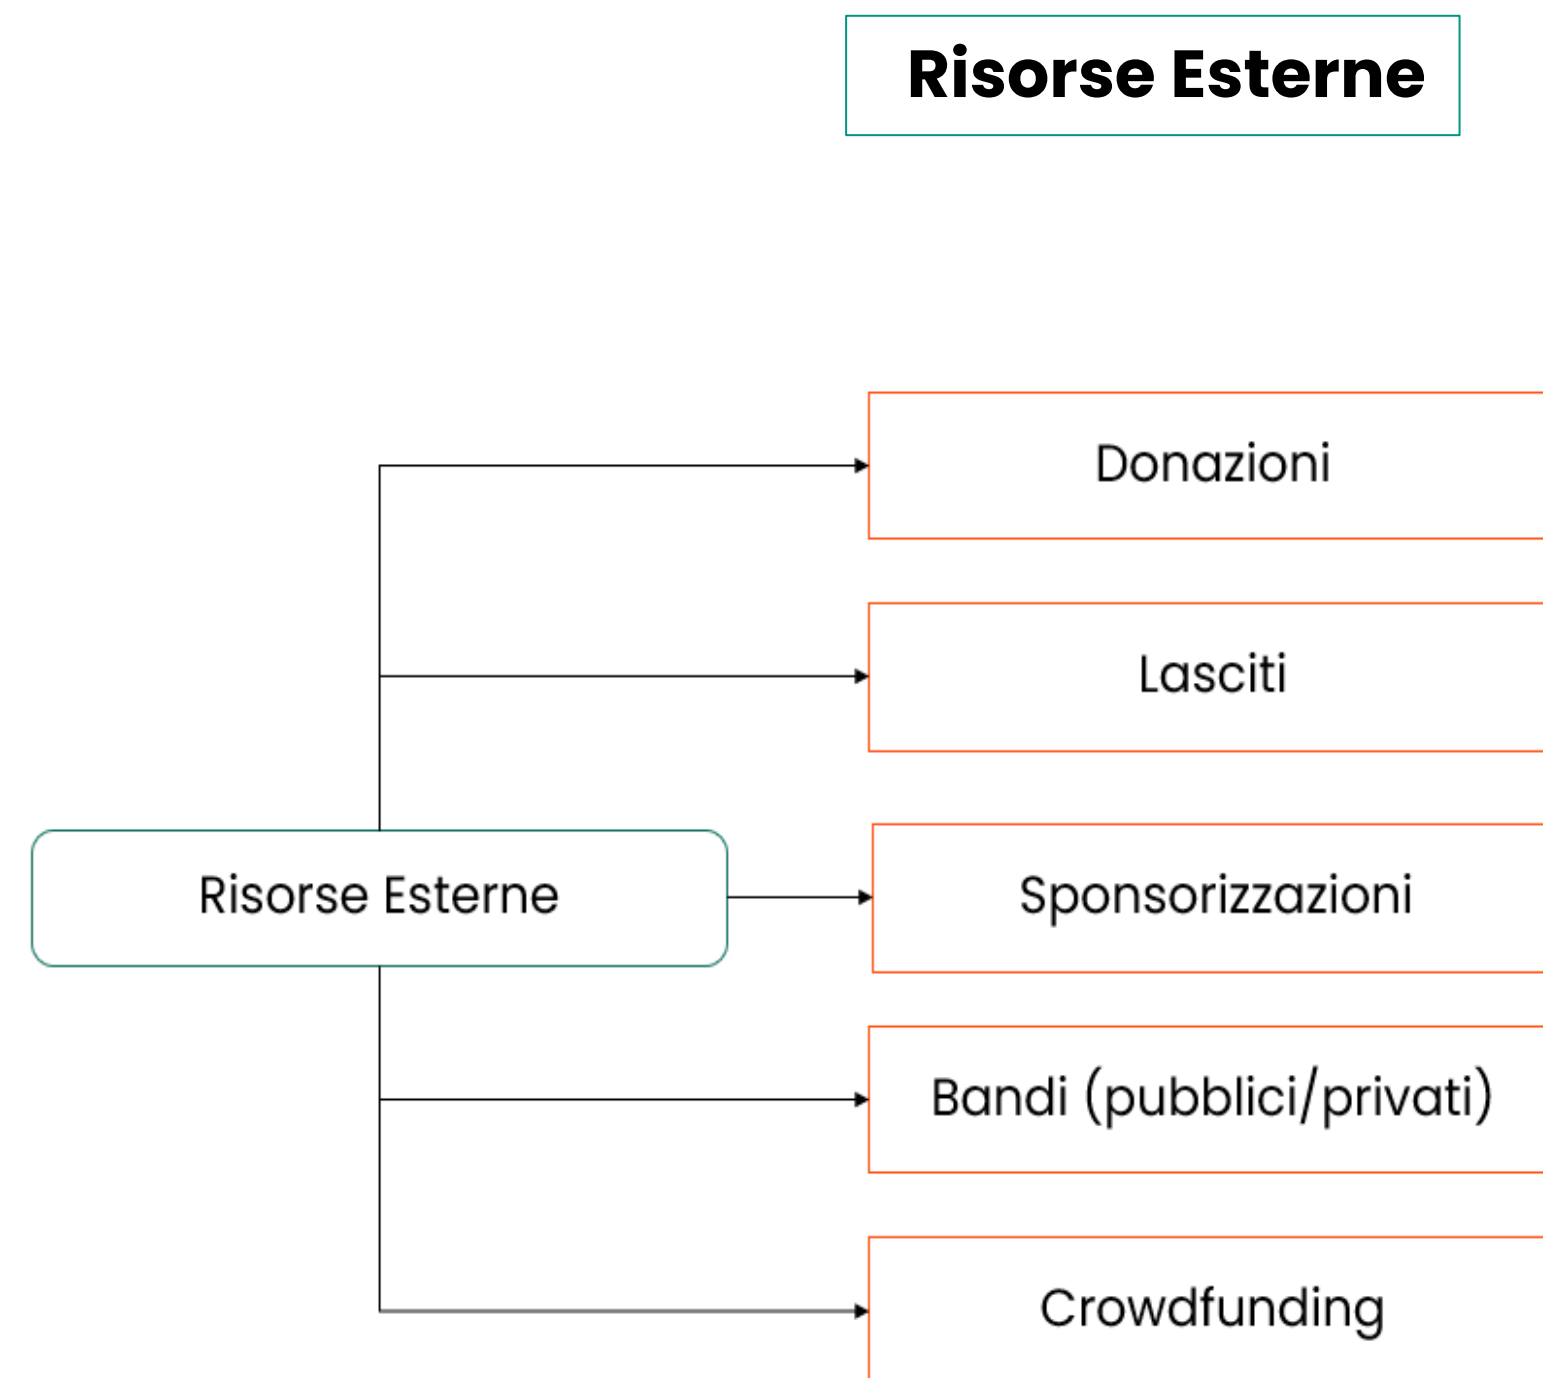 Risorse Esterne
Donazioni
Lasciti
Risorse Esterne
Sponsorizzazioni
Bandi (pubblici/privati)
Crowdfunding